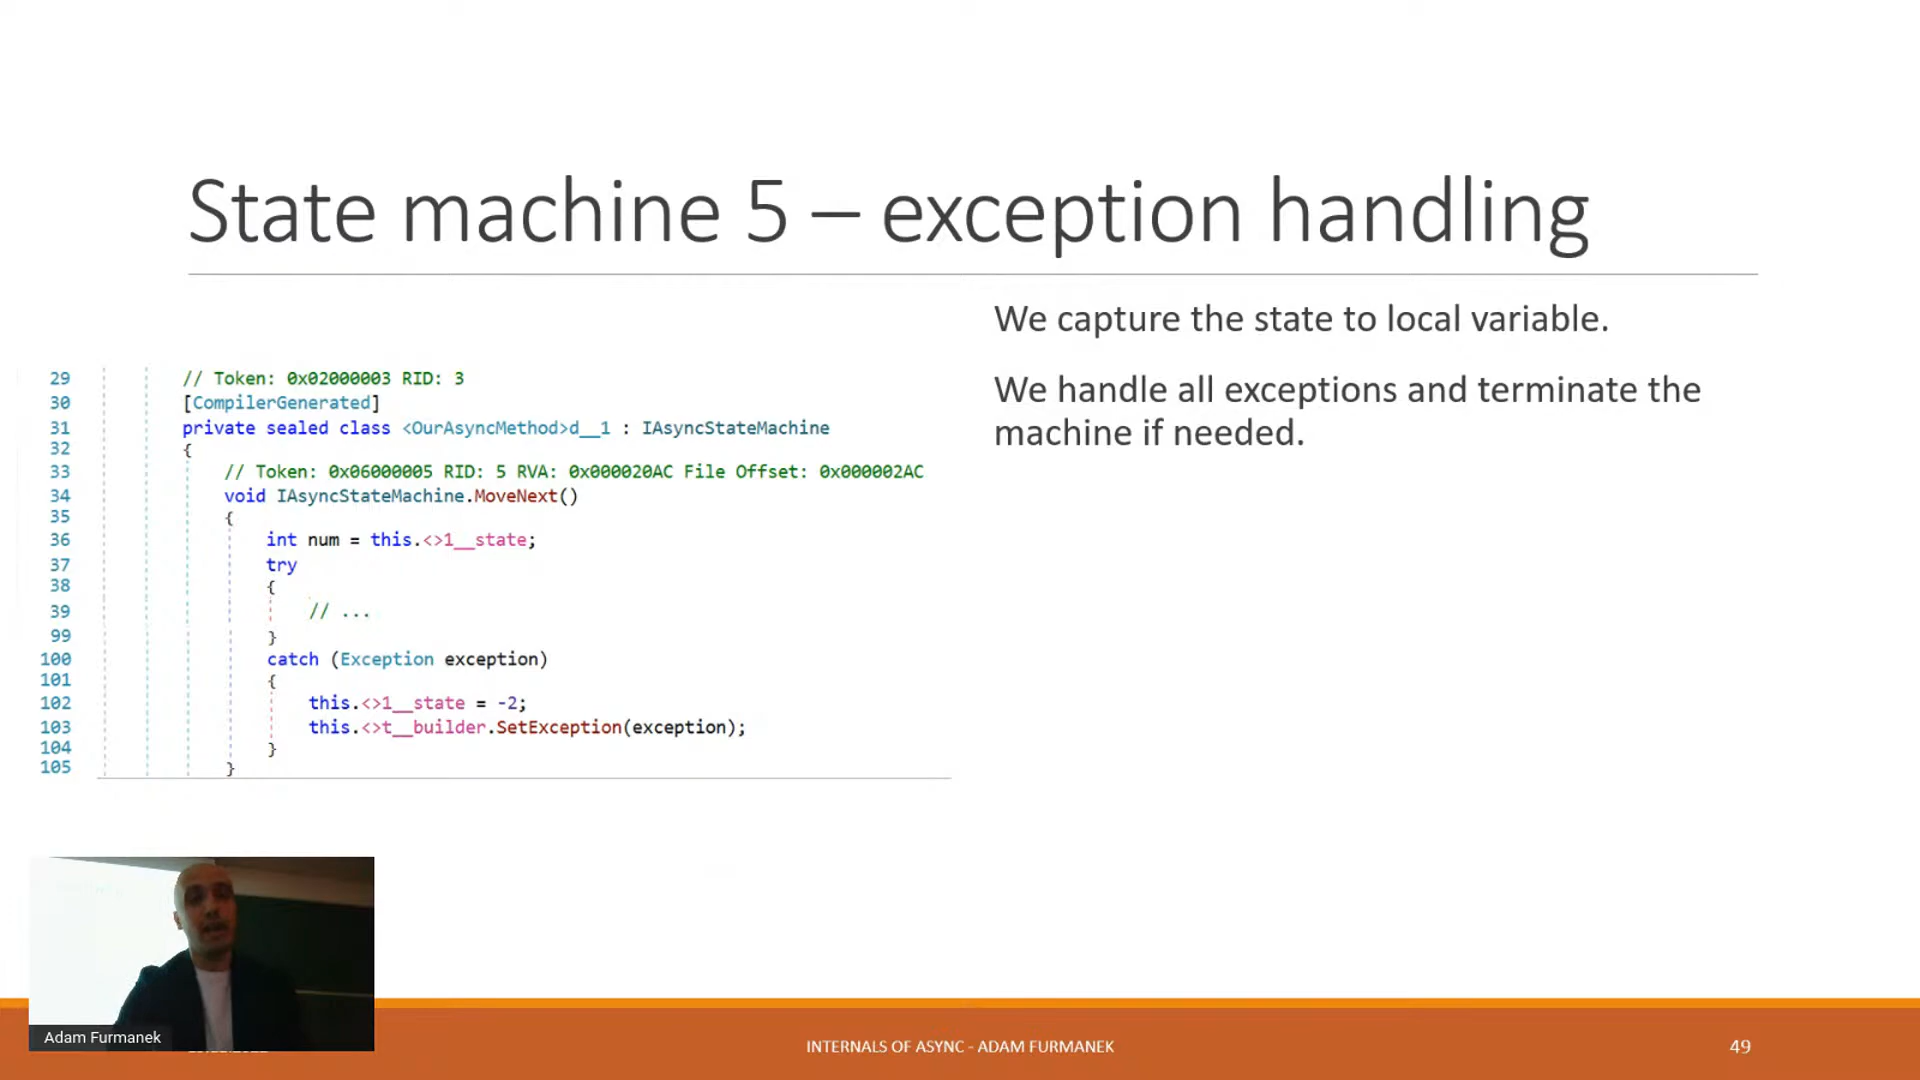 State machine 5 – exception handling
We capture the state to local variable.
We handle all exceptions and terminate the
machine if needed.
29 // Token: 0x02000003 RID: 3
30 [CompilerGenerated]
31 private sealed class <OurAsyncMethod>d__1 : IAsyncStateMachine
32 {
33 // Token: 0x06000005 RID: 5 RVA: 0x000020AC File Offset: 0x000002AC
34 void IAsyncStateMachine.MoveNext()
35 {
36 int num = this.<>1__state;
37 try
38 {
39 // ...
99 }
100 catch (Exception exception)
101 {
102 this.<>1__state = -2;
103 this.<>t__builder.SetException(exception);
104 }
105 }
Adam Furmanek
INTERNALS OF ASYNC - ADAM FURMANEK
49